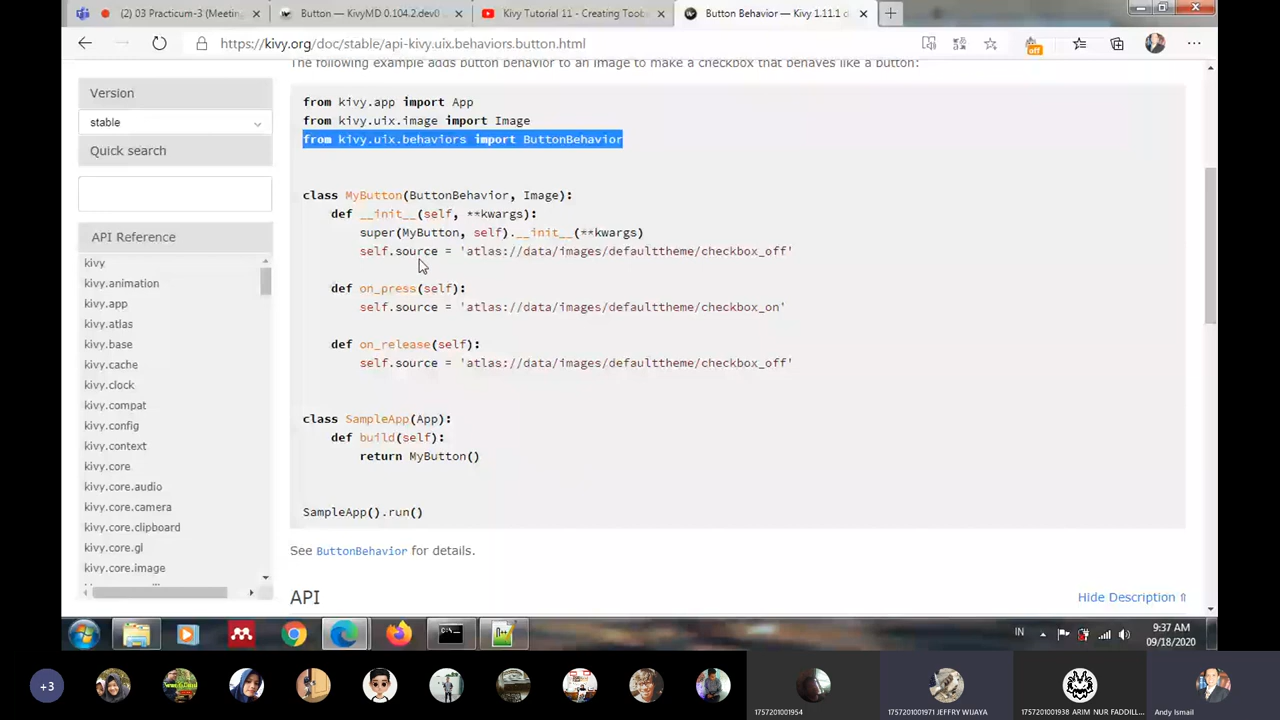 (2) 03 Practicum-3 (Meetin
Button — KivyMD 0.104.2.dev0
Kivy Tutorial 11 - Creating Toolb
Button Behavior — Kivy 1.11.1 d
https://kivy.org/doc/stable/api-kivy.uix.behaviors.button.html
off
The following example adds button behavior to an image to make a checkbox that behaves like a button:
Version
stable
Quick search
API Reference
kivy
kivy.animation
kivy.app
kivy.atlas
kivy.base
kivy.cache
kivy.clock
kivy.compat
kivy.config
kivy.context
kivy.core
kivy.core.audio
kivy.core.camera
kivy.core.clipboard
kivy.core.gl
kivy.core.image
from kivy.app import App
from kivy.uix.image import Image
from kivy.uix.behaviors import ButtonBehavior
class MyButton(ButtonBehavior, Image):
def __init__(self, **kwargs):
super(MyButton, self).__init__(**kwargs)
self.source = 'atlas://data/images/defaulttheme/checkbox_off'
def on_press(self):
self.source = 'atlas://data/images/defaulttheme/checkbox_on'
def on_release(self):
self.source = 'atlas://data/images/defaulttheme/checkbox_off'
class SampleApp(App):
def build(self):
return MyButton()
SampleApp().run()
See ButtonBehavior for details.
API
Hide Description ⇑
IN
9:37 AM
09/18/2020
+3
1757201001954
1757201001971 JEFFRY WIJAYA
1757201001938 ARIM NUR FADDILL...
Andy Ismail